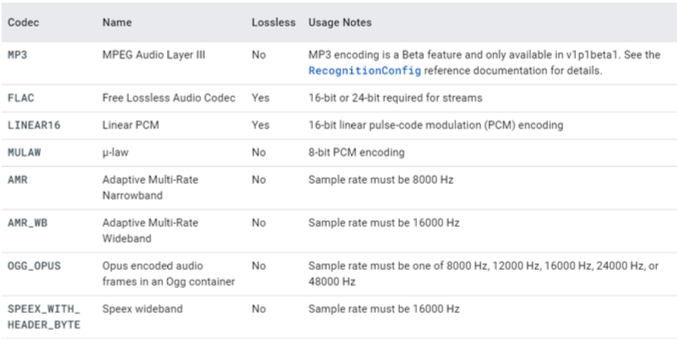 Codec Name Lossless Usage Notes
MP3 MPEG Audio Layer III No MP3 encoding is a Beta feature and only available in v1p1beta1. See the
RecognitionConfig reference documentation for details.
FLAC Free Lossless Audio Codec Yes 16-bit or 24-bit required for streams
LINEAR16 Linear PCM Yes 16-bit linear pulse-code modulation (PCM) encoding
MULAW μ-law No 8-bit PCM encoding
AMR Adaptive Multi-Rate No Sample rate must be 8000 Hz
Narrowband
AMR_WB Adaptive Multi-Rate No Sample rate must be 16000 Hz
Wideband
OGG_OPUS Opus encoded audio No Sample rate must be one of 8000 Hz, 12000 Hz, 16000 Hz, 24000 Hz, or
frames in an Ogg container 48000 Hz
SPEEX_WITH_ Speex wideband No Sample rate must be 16000 Hz
HEADER_BYTE